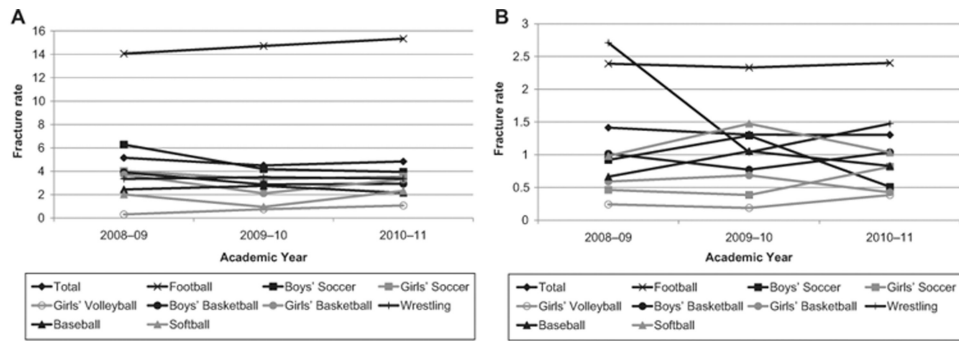 A
Fracture rate
16
14
12
10
8
6
4
2
0
2008–09 2009–10 2010–11
Academic Year
Total Football Boys' Soccer Girls' Soccer
Girls' Volleyball Boys' Basketball Girls' Basketball Wrestling
Baseball Softball
B
Fracture rate
3
2.5
2
1.5
1
0.5
0
2008–09 2009–10 2010–11
Academic Year
Total Football Boys' Soccer Girls' Soccer
Girls' Volleyball Boys' Basketball Girls' Basketball Wrestling
Baseball Softball